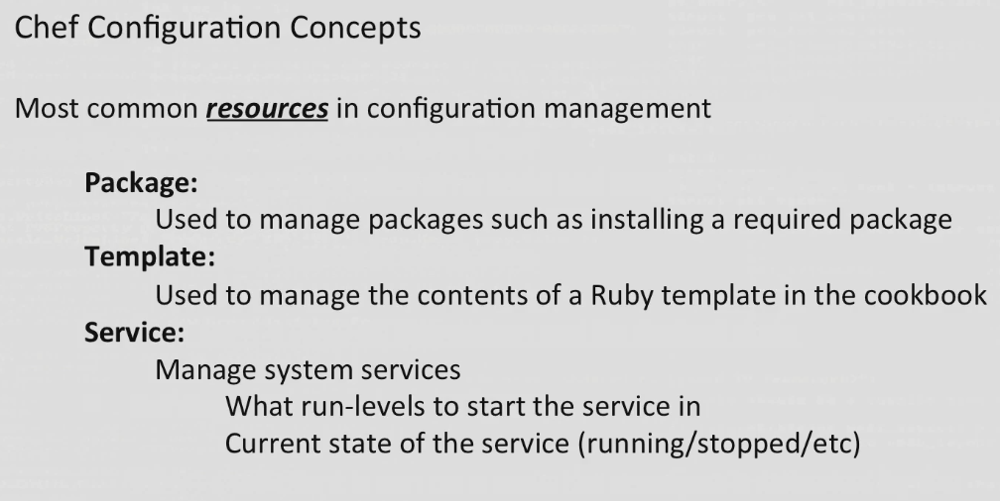 Chef Configuration Concepts
Most common resources in configuration management
Package:
Used to manage packages such as installing a required package
Template:
Used to manage the contents of a Ruby template in the cookbook
Service:
Manage system services
What run-levels to start the service in
Current state of the service (running/stopped/etc)